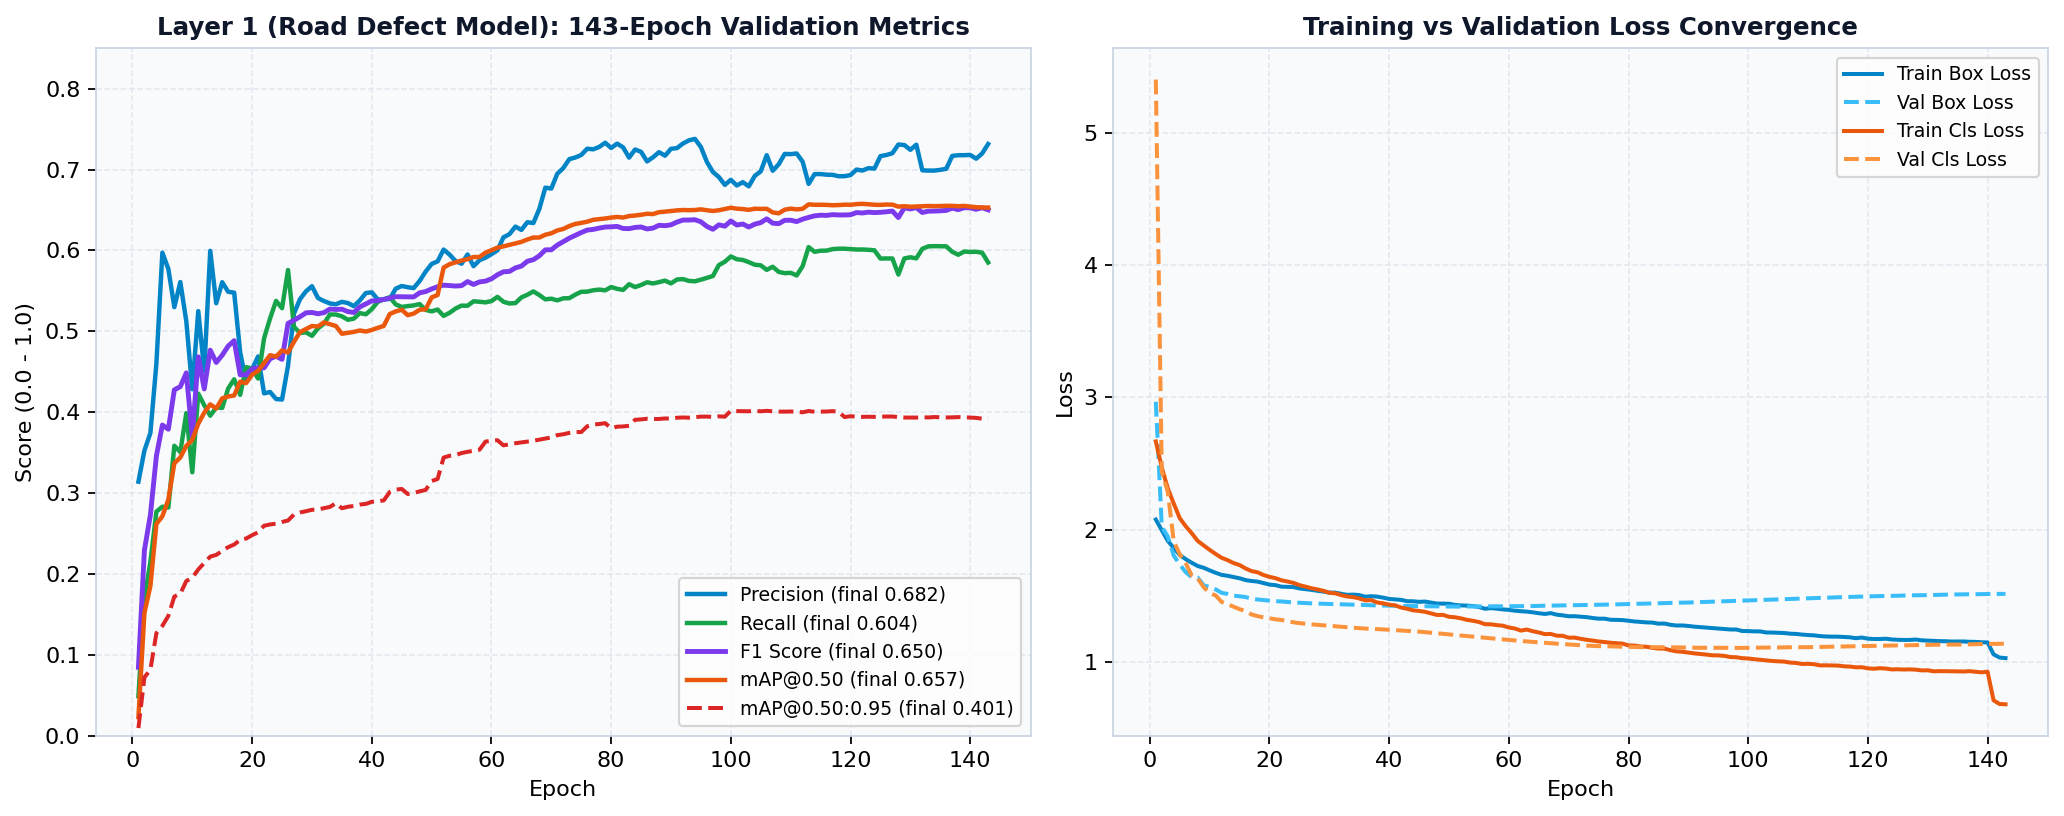 Layer 1 (Road Defect Model): 143-Epoch Validation Metrics
Score (0.0 - 1.0)
0.8
0.7
0.6
0.5
0.4
0.3
0.2
0.1
0.0
0 20 40 60 80 100 120 140
Epoch
Precision (final 0.682)
Recall (final 0.604)
F1 Score (final 0.650)
mAP@0.50 (final 0.657)
mAP@0.50:0.95 (final 0.401)
Training vs Validation Loss Convergence
Loss
5
4
3
2
1
0 20 40 60 80 100 120 140
Epoch
Train Box Loss
Val Box Loss
Train Cls Loss
Val Cls Loss